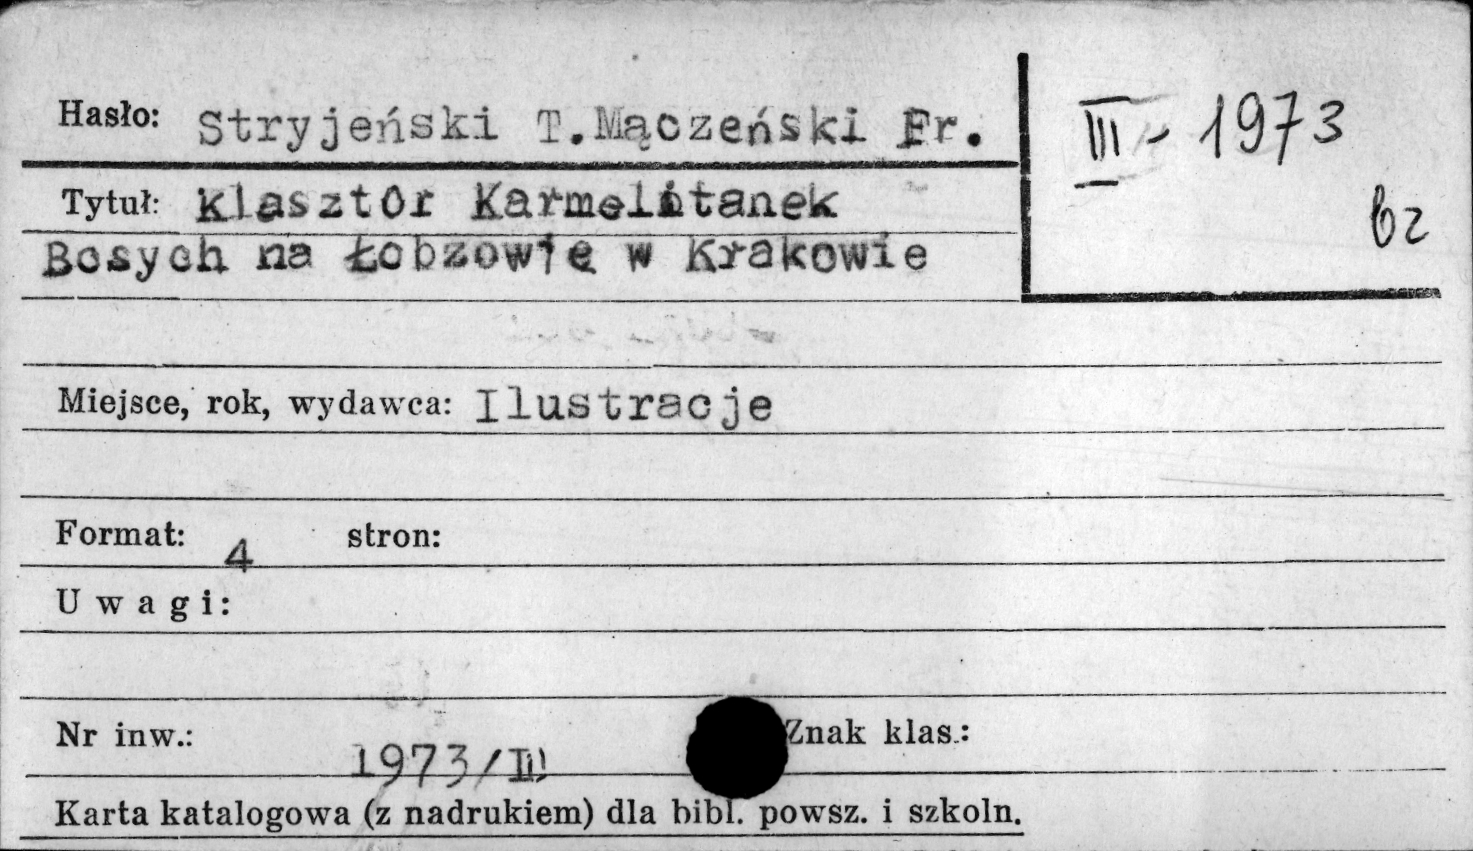 Hasło: Stryjeński T.Mączeński Fr.
III - 1973
Tytuł: Klasztor Karmelitanek
bz
Bosych na Łobzowie w Krakowie
Miejsce, rok, wydawca: Ilustracje
Format: 4 stron:
Uwagi:
Nr inw.: 1973/III Znak klas.:
Karta katalogowa (z nadrukiem) dla bibl. powsz. i szkoln.